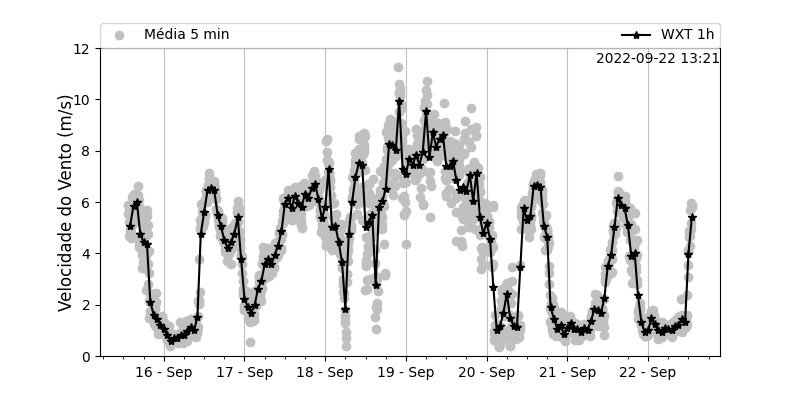 Média 5 min
WXT 1h
2022-09-22 13:21
Velocidade do Vento (m/s)
12
10
8
6
4
2
0
16 - Sep
17 - Sep
18 - Sep
19 - Sep
20 - Sep
21 - Sep
22 - Sep